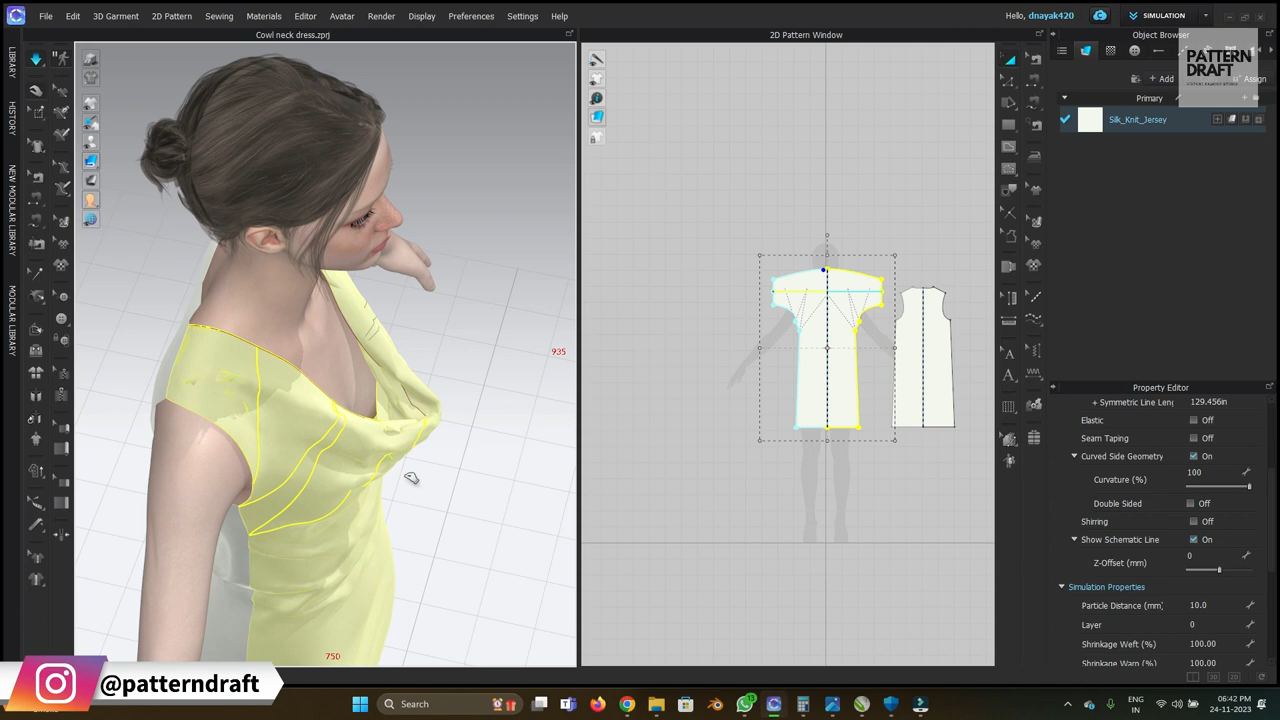 File Edit 3D Garment 2D Pattern Sewing Materials Editor Avatar Render Display Preferences Settings Help
Hello, dnayak420
SIMULATION
Cowl neck dress.zprj
2D Pattern Window
Object Browser
PATTERN
DRAFT
+ Add
Assign
Primary
Silk_Knit_Jersey
LIBRARY
HISTORY
NEW MODULAR LIBRARY
MODULAR LIBRARY
935
750
Property Editor
+ Symmetric Line Leng 129.456in
Elastic Off
Seam Taping Off
Curved Side Geometry On
Curvature (%) 100
Double Sided Off
Shirring Off
Show Schematic Line On
Z-Offset (mm) 0
Simulation Properties
Particle Distance (mm) 10.0
Layer 0
Shrinkage Weft (%) 100.00
Shrinkage Warp (%) 100.00
@patterndraft
Search
13
ENG
IN
06:42 PM
24-11-2023